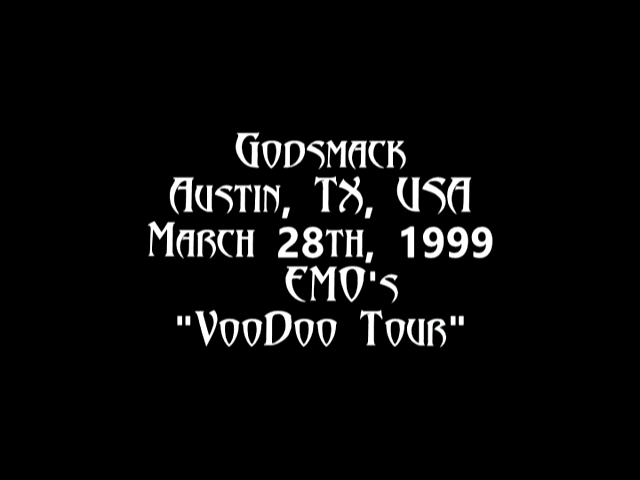 Godsmack
Austin, TX, USA
March 28th, 1999
EMO's
"VooDoo Tour"